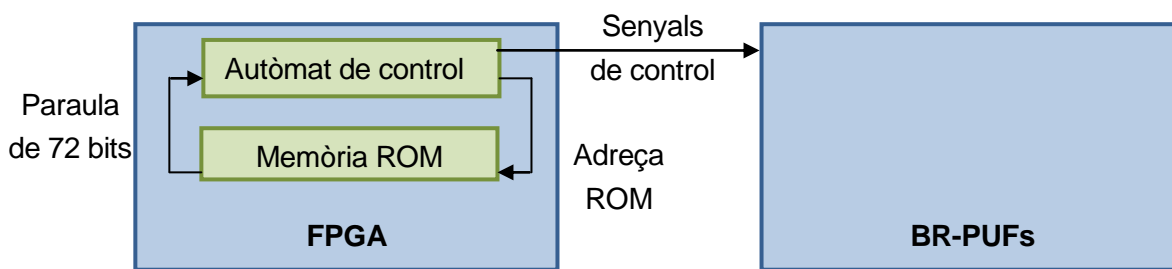 Senyals
de control
Autòmat de control
Paraula
de 72 bits
Memòria ROM
Adreça
ROM
FPGA
BR-PUFs